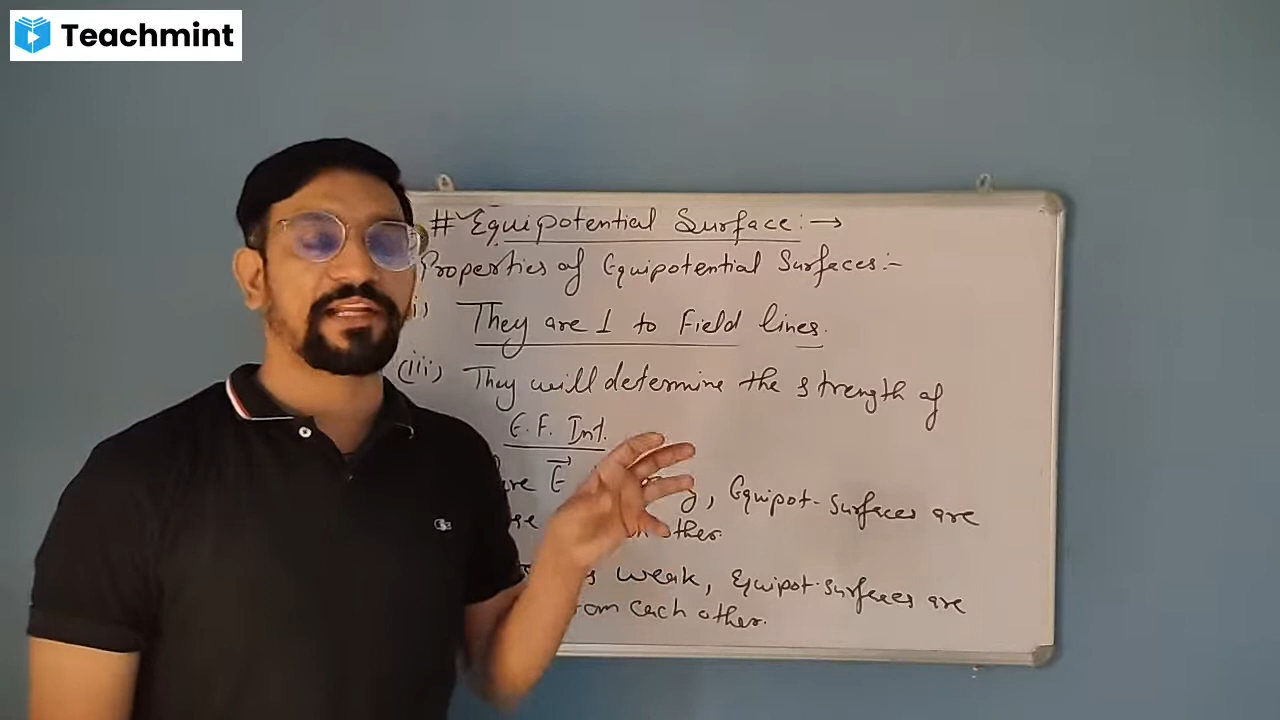 Teachmint
# Equipotential Surface:→
Properties of Equipotential Surfaces:-
They are ⊥ to Field lines.
(iii) They will determine the strength of
E.F. Int.
E⃗ , Equipot-surfaces are
other.
weak, Equipot-surfaces are
each other.